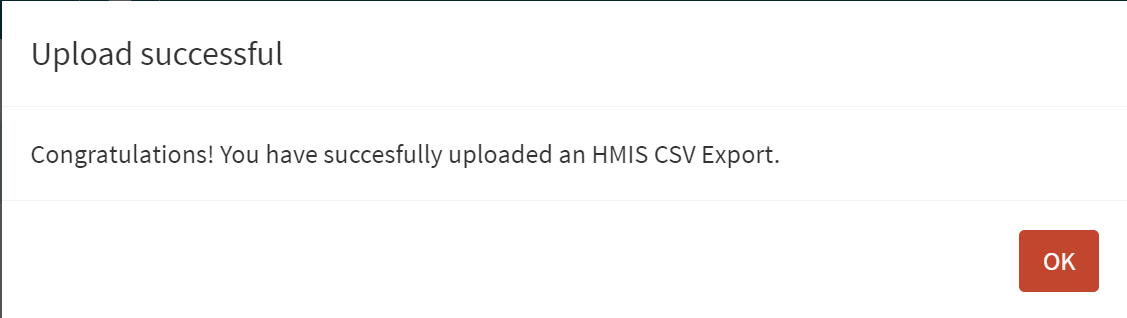 Upload successful
Congratulations! You have succesfully uploaded an HMIS CSV Export.
OK